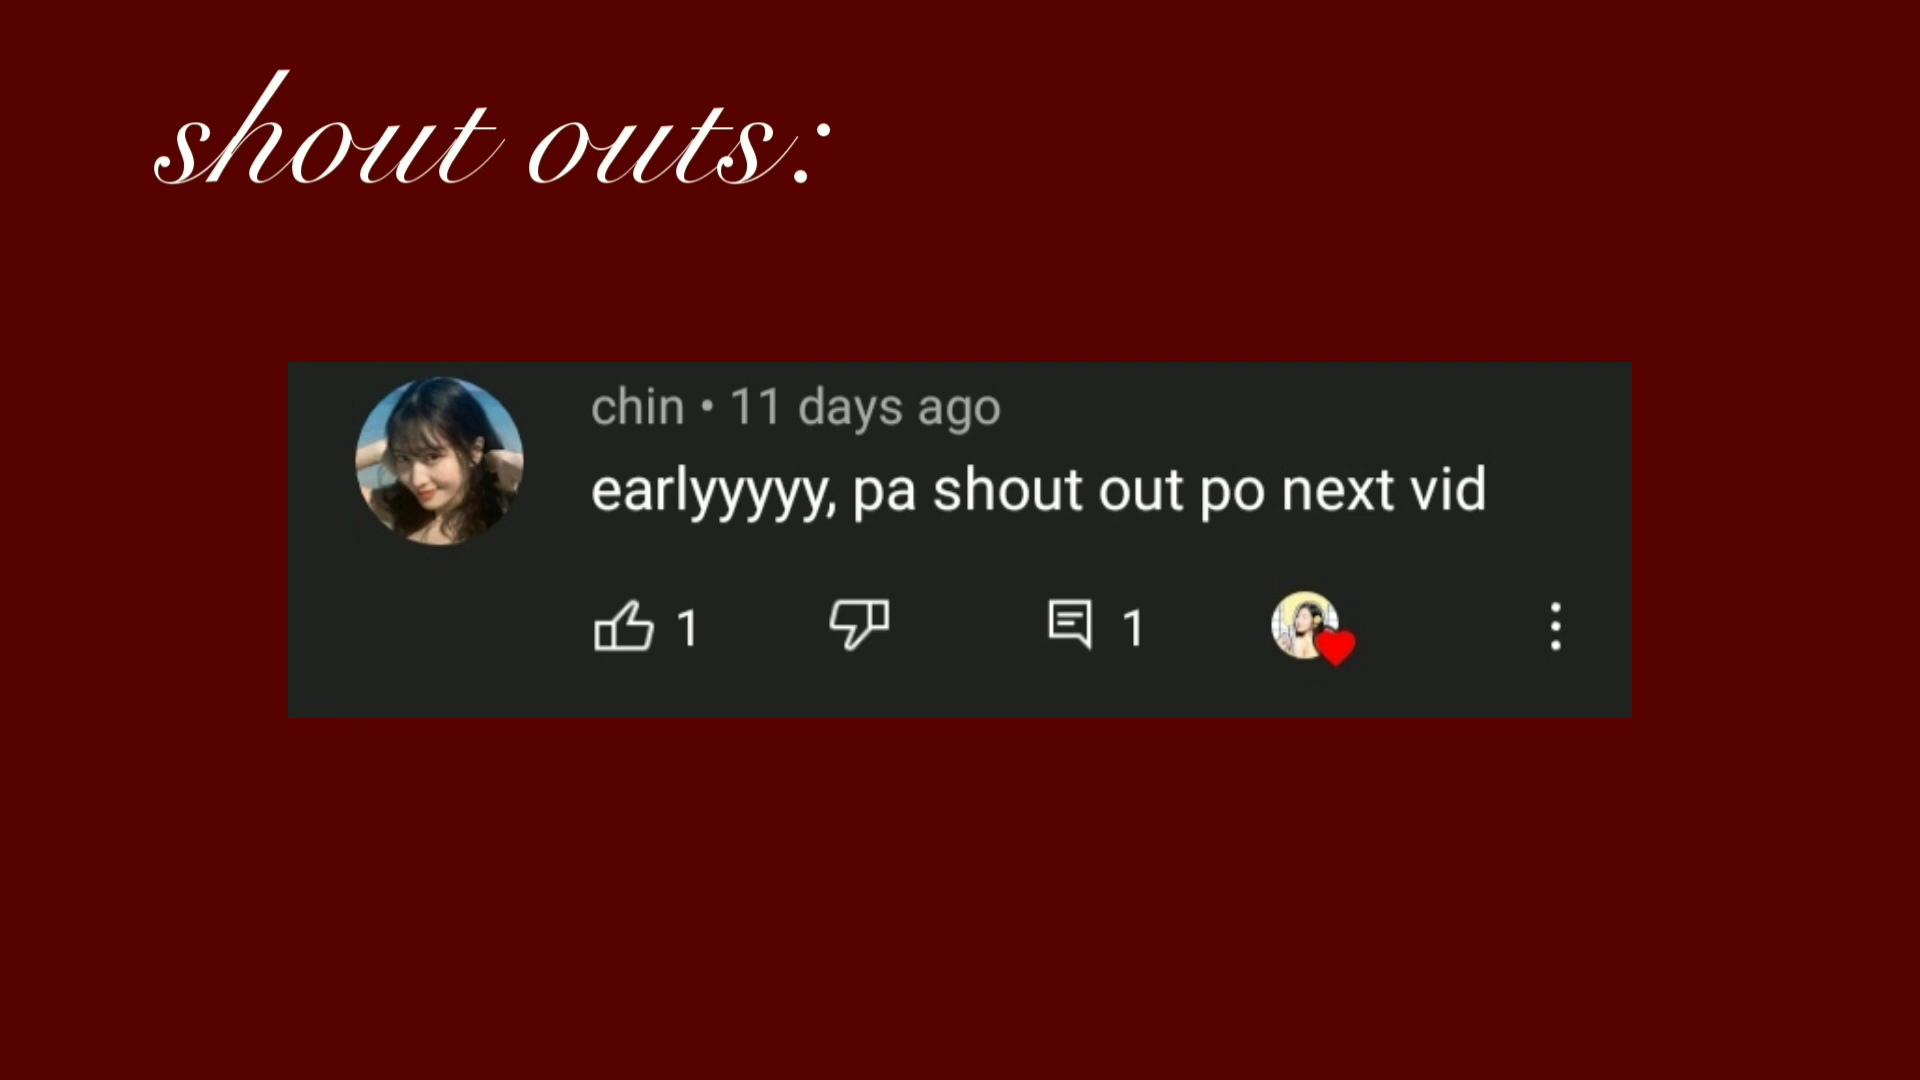 shout outs:
chin • 11 days ago
earlyyyyy, pa shout out po next vid
1 1